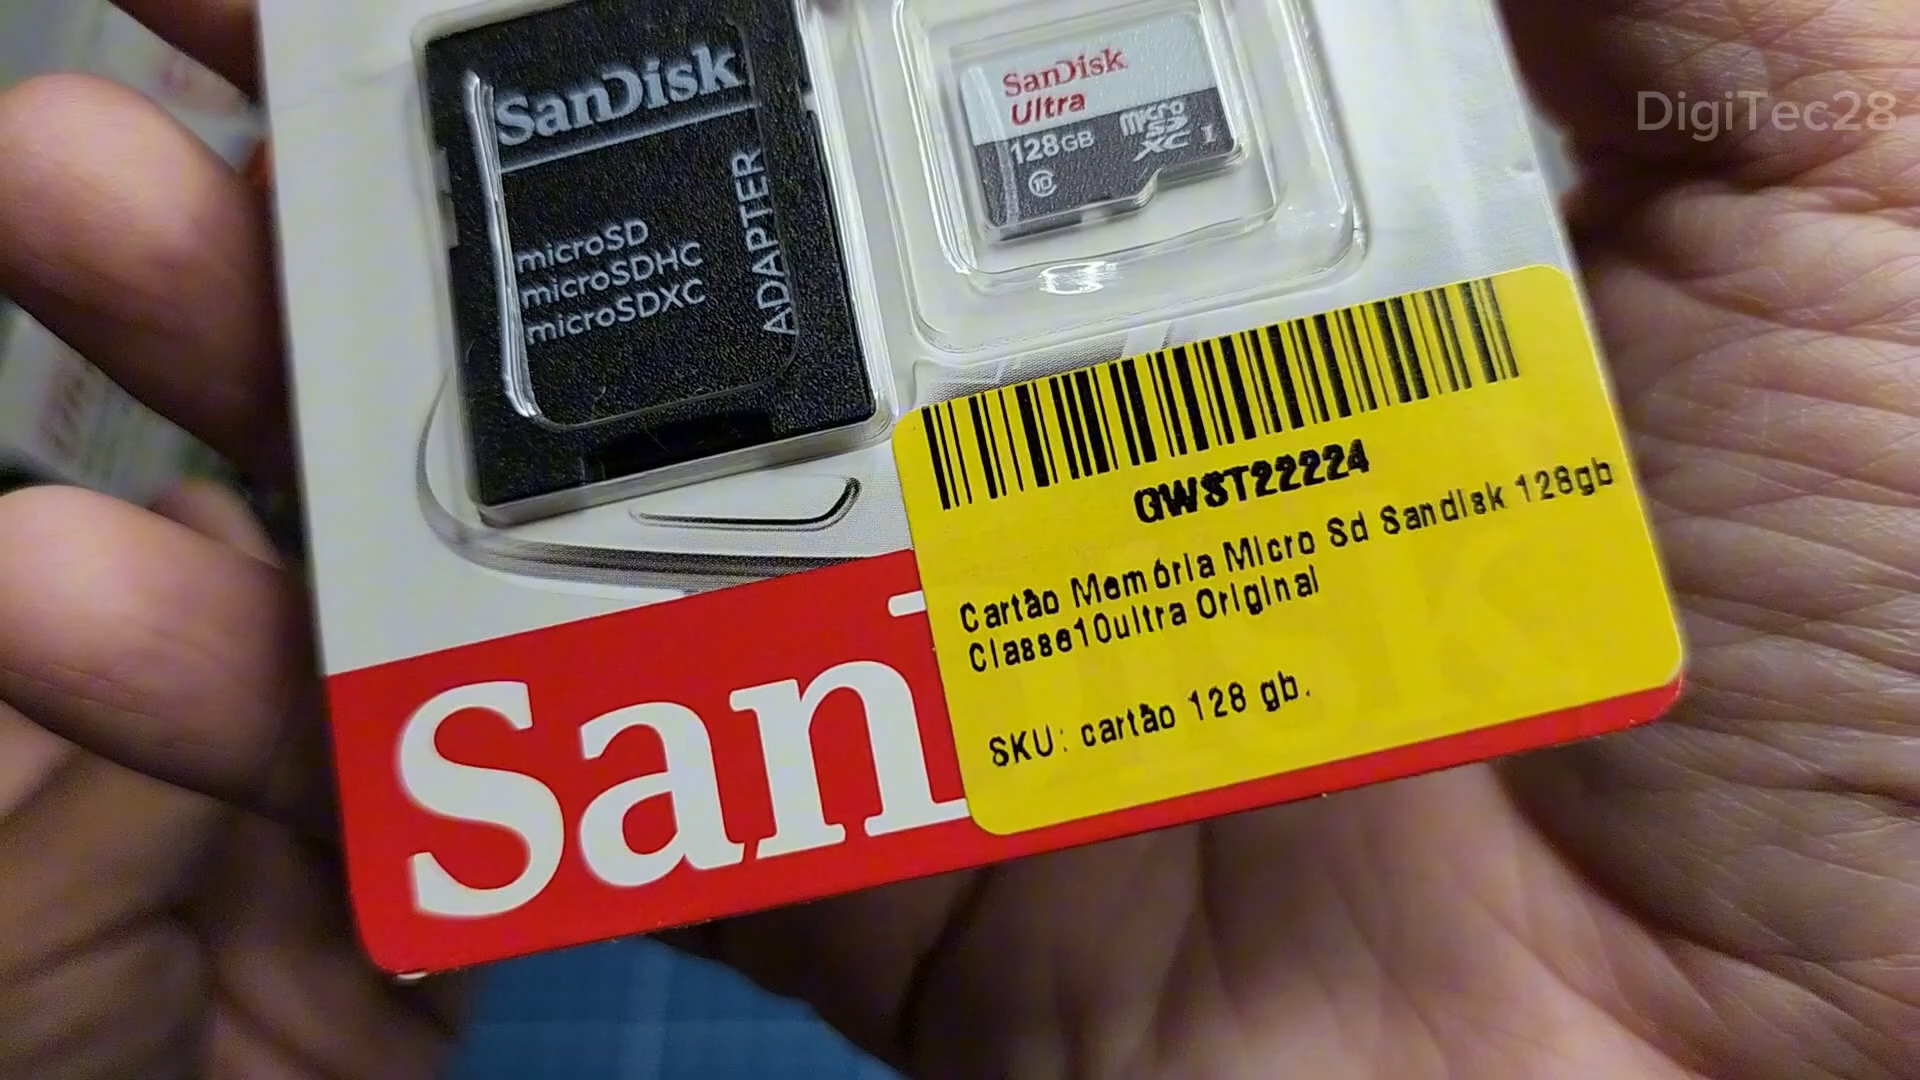 SanDisk
microSD
microSDHC
microSDXC
ADAPTER
SanDisk
Ultra
128GB
micro
SD
XC I
10
DigiTec28
GWST22224
Cartão Memória Micro Sd Sandisk 128gb
Classe10ultra Original
SKU: cartão 128 gb.
San